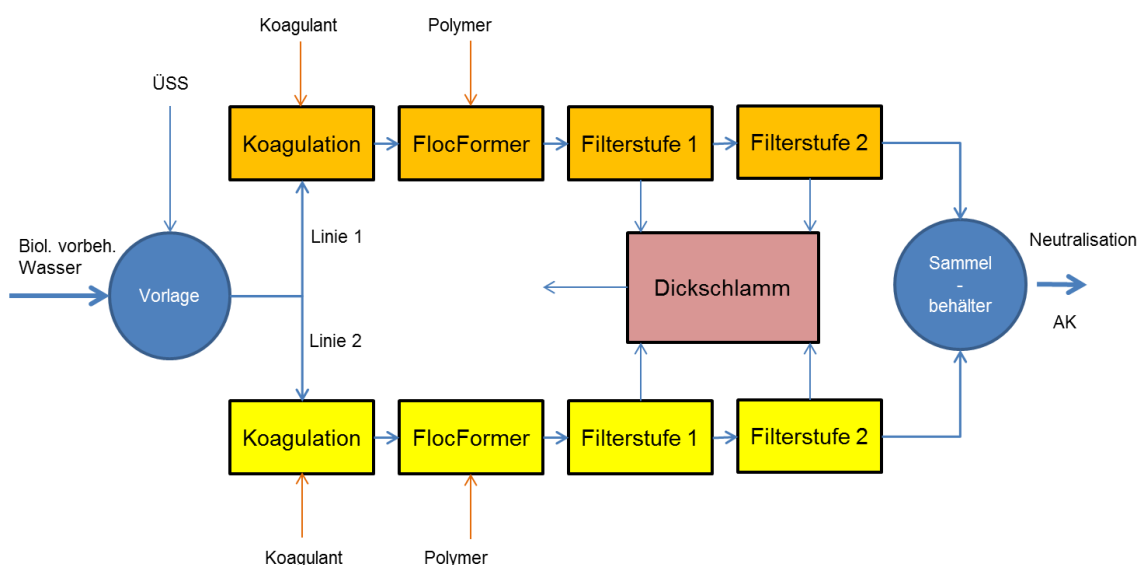 Koagulant
Polymer
ÜSS
Koagulation
FlocFormer
Filterstufe 1
Filterstufe 2
Linie 1
Biol. vorbeh.
Wasser
Vorlage
Dickschlamm
Sammel
-
behälter
Neutralisation
AK
Linie 2
Koagulation
FlocFormer
Filterstufe 1
Filterstufe 2
Koagulant
Polymer